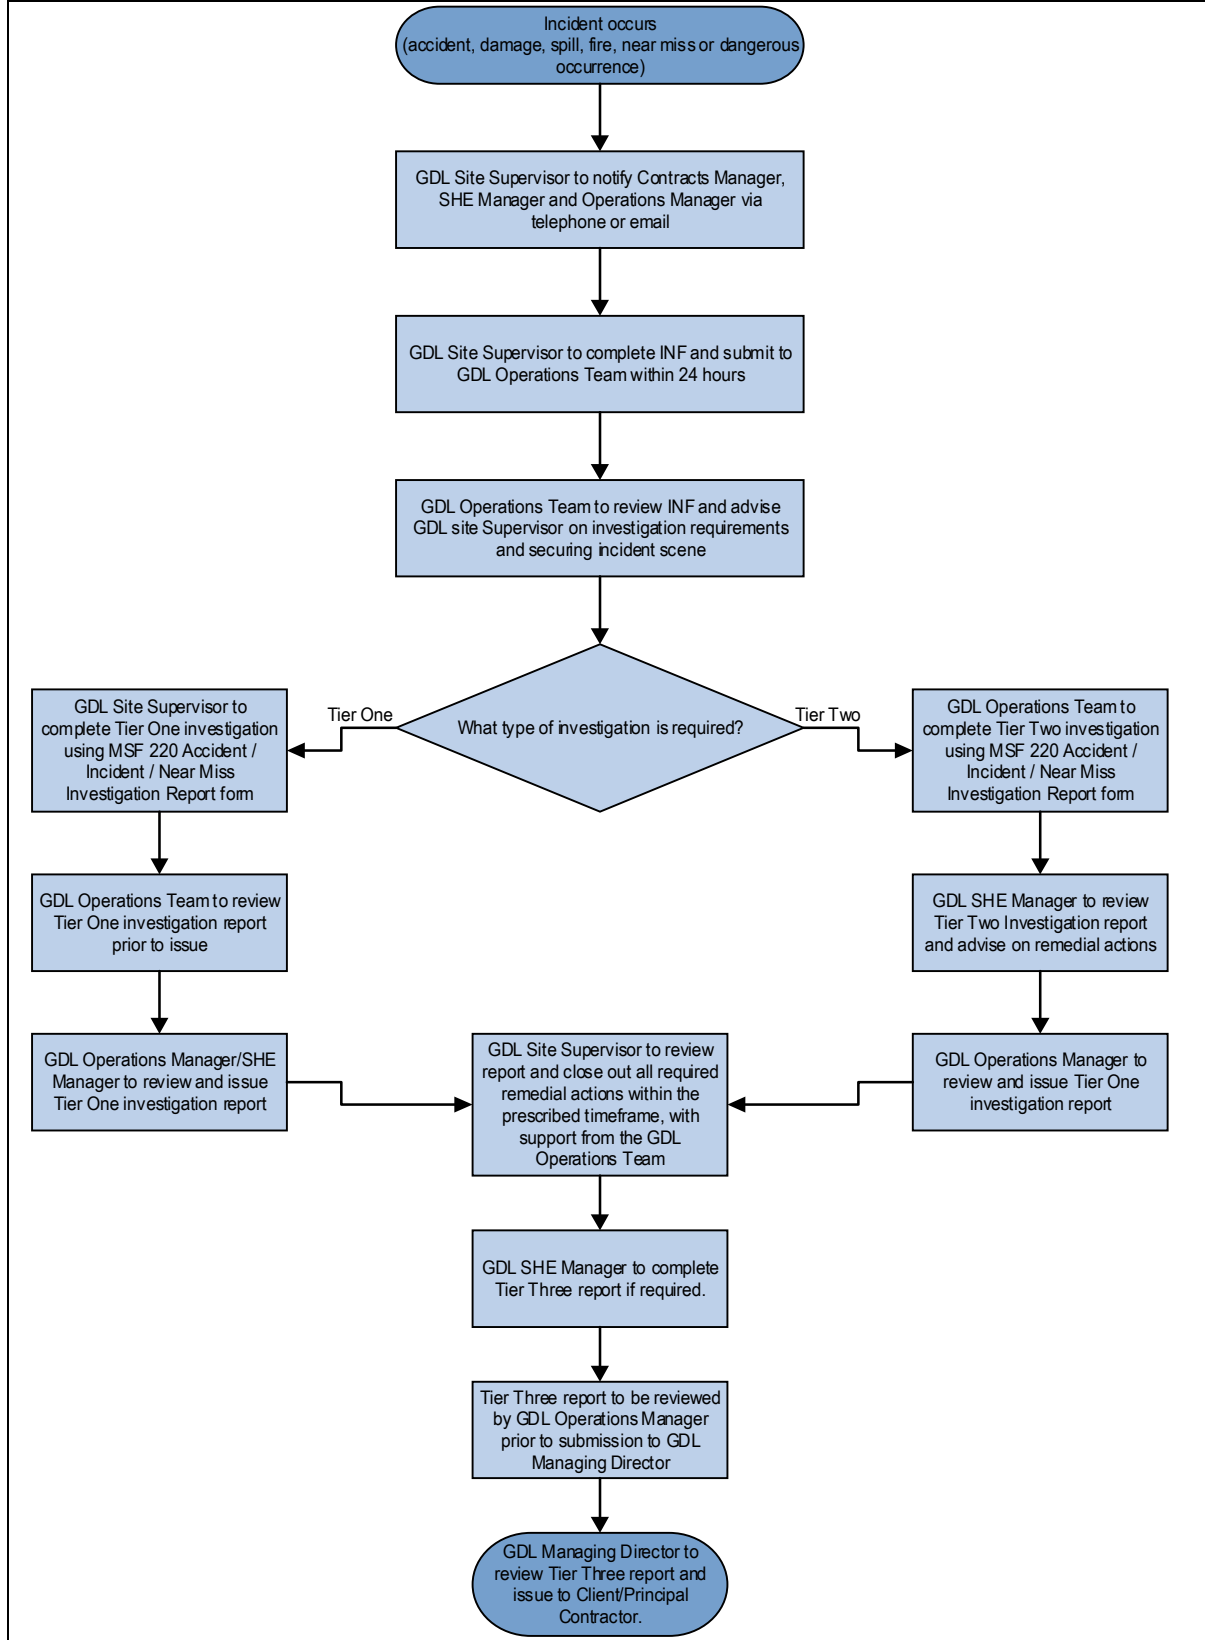 Incident occurs
(accident, damage, spill, fire, near miss or dangerous
occurrence)
GDL Site Supervisor to notify Contracts Manager,
SHE Manager and Operations Manager via
telephone or email
GDL Site Supervisor to complete INF and submit to
GDL Operations Team within 24 hours
GDL Operations Team to review INF and advise
GDL site Supervisor on investigation requirements
and securing incident scene
What type of investigation is required?
Tier One
Tier Two
GDL Site Supervisor to
complete Tier One investigation
using MSF 220 Accident /
Incident / Near Miss
Investigation Report form
GDL Operations Team to review
Tier One investigation report
prior to issue
GDL Operations Manager/SHE
Manager to review and issue
Tier One investigation report
GDL Operations Team to
complete Tier Two investigation
using MSF 220 Accident /
Incident / Near Miss
Investigation Report form
GDL SHE Manager to review
Tier Two Investigation report
and advise on remedial actions
GDL Operations Manager to
review and issue Tier One
investigation report
GDL Site Supervisor to review
report and close out all required
remedial actions within the
prescribed timeframe, with
support from the GDL
Operations Team
GDL SHE Manager to complete
Tier Three report if required.
Tier Three report to be reviewed
by GDL Operations Manager
prior to submission to GDL
Managing Director
GDL Managing Director to
review Tier Three report and
issue to Client/Principal
Contractor.